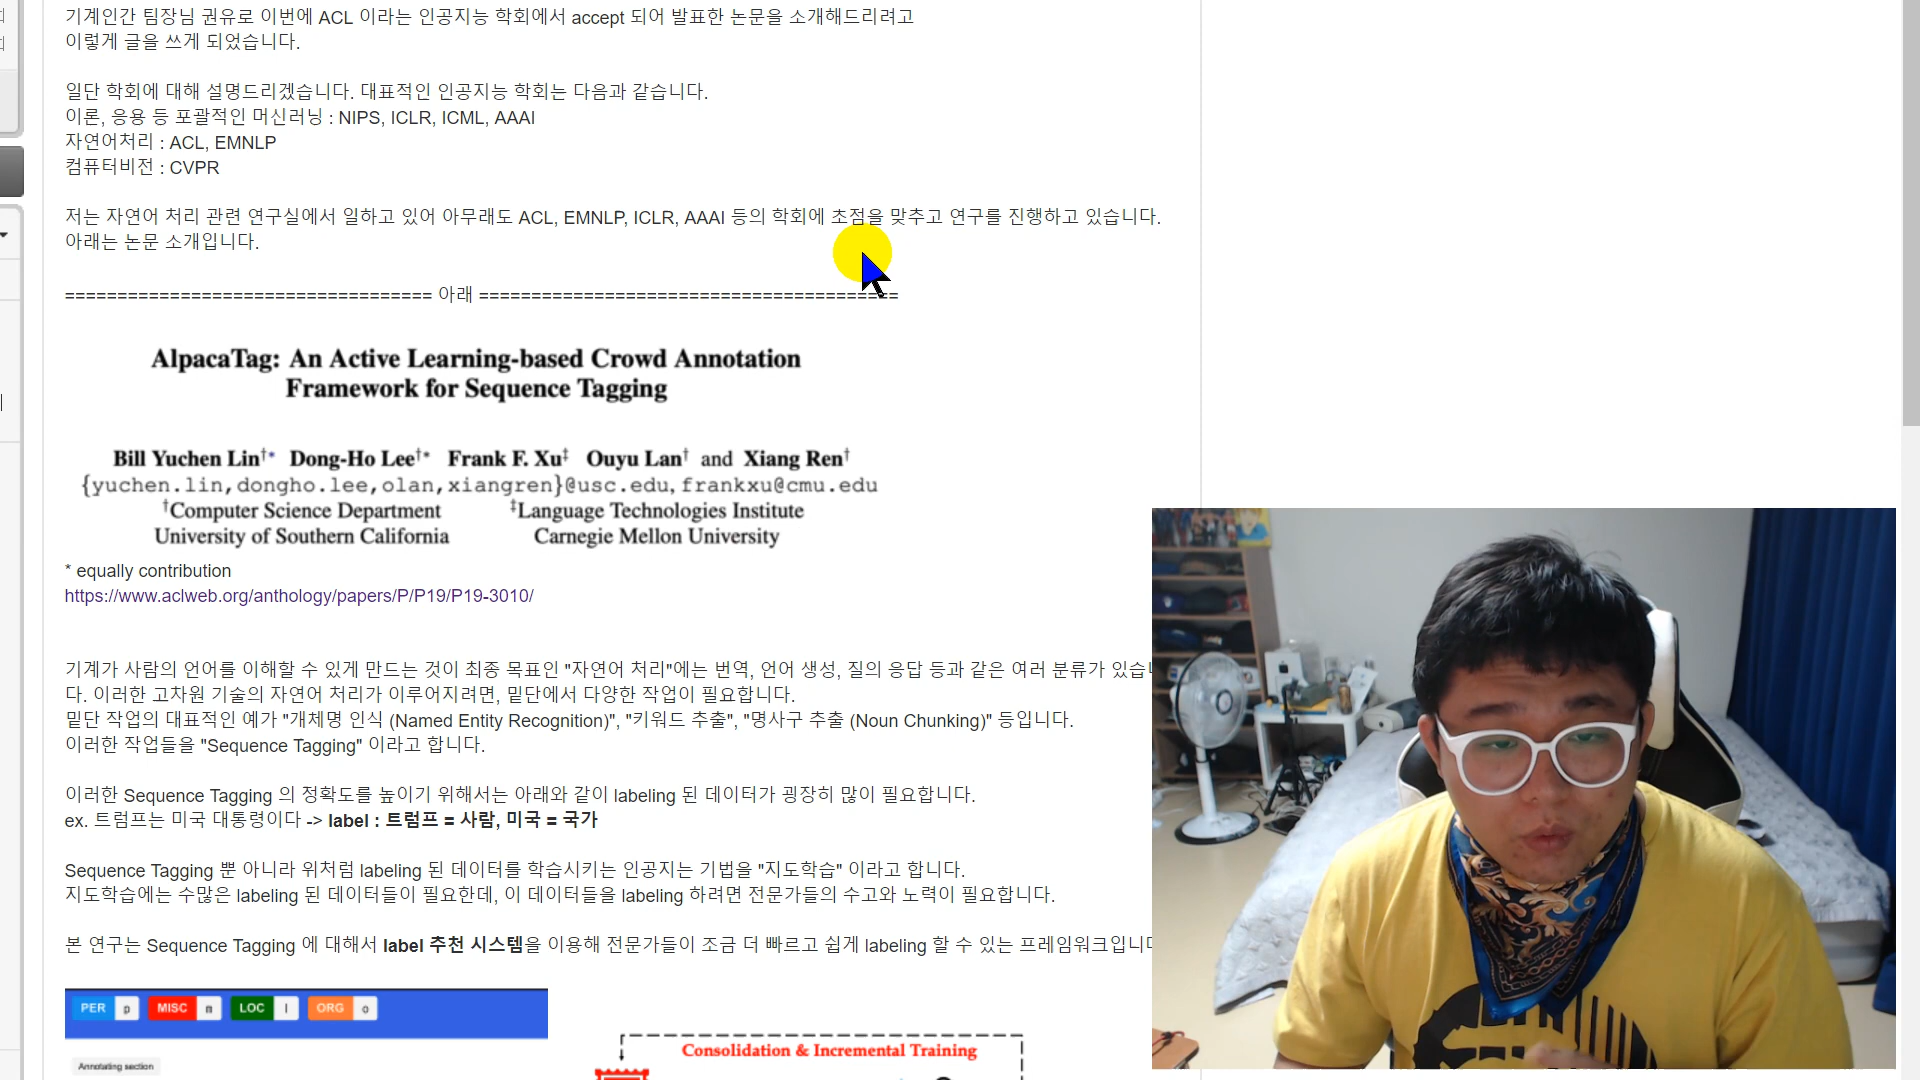 기계인간 팀장님 권유로 이번에 ACL 이라는 인공지능 학회에서 accept 되어 발표한 논문을 소개해드리려고
이렇게 글을 쓰게 되었습니다.
일단 학회에 대해 설명드리겠습니다. 대표적인 인공지능 학회는 다음과 같습니다.
이론, 응용 등 포괄적인 머신러닝 : NIPS, ICLR, ICML, AAAI
자연어처리 : ACL, EMNLP
컴퓨터비전 : CVPR
저는 자연어 처리 관련 연구실에서 일하고 있어 아무래도 ACL, EMNLP, ICLR, AAAI 등의 학회에 초점을 맞추고 연구를 진행하고 있습니다.
아래는 논문 소개입니다.
=================================== 아래 ========================================
AlpacaTag: An Active Learning-based Crowd Annotation
Framework for Sequence Tagging
Bill Yuchen Lin†* Dong-Ho Lee†* Frank F. Xu‡ Ouyu Lan† and Xiang Ren†
{yuchen.lin,dongho.lee,olan,xiangren}@usc.edu,frankxu@cmu.edu
†Computer Science Department ‡Language Technologies Institute
University of Southern California Carnegie Mellon University
* equally contribution
https://www.aclweb.org/anthology/papers/P/P19/P19-3010/
기계가 사람의 언어를 이해할 수 있게 만드는 것이 최종 목표인 "자연어 처리"에는 번역, 언어 생성, 질의 응답 등과 같은 여러 분류가 있습니
다. 이러한 고차원 기술의 자연어 처리가 이루어지려면, 밑단에서 다양한 작업이 필요합니다.
밑단 작업의 대표적인 예가 "개체명 인식 (Named Entity Recognition)", "키워드 추출", "명사구 추출 (Noun Chunking)" 등입니다.
이러한 작업들을 "Sequence Tagging" 이라고 합니다.
이러한 Sequence Tagging 의 정확도를 높이기 위해서는 아래와 같이 labeling 된 데이터가 굉장히 많이 필요합니다.
ex. 트럼프는 미국 대통령이다 -> label : 트럼프 = 사람, 미국 = 국가
Sequence Tagging 뿐 아니라 위처럼 labeling 된 데이터를 학습시키는 인공지는 기법을 "지도학습" 이라고 합니다.
지도학습에는 수많은 labeling 된 데이터들이 필요한데, 이 데이터들을 labeling 하려면 전문가들의 수고와 노력이 필요합니다.
본 연구는 Sequence Tagging 에 대해서 label 추천 시스템을 이용해 전문가들이 조금 더 빠르고 쉽게 labeling 할 수 있는 프레임워크입니다
PER p MISC n LOC l ORG o
Consolidation & Incremental Training
Annotating section